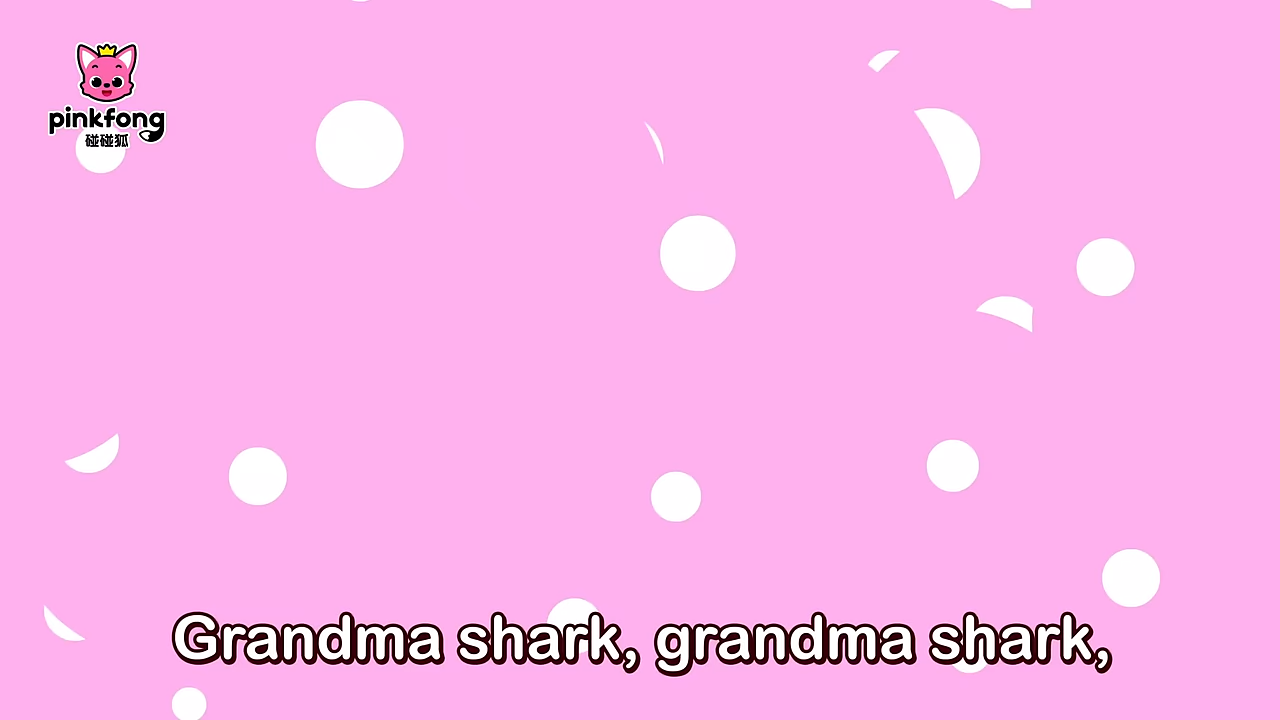 pinkfong
碰碰狐
Grandma shark, grandma shark,